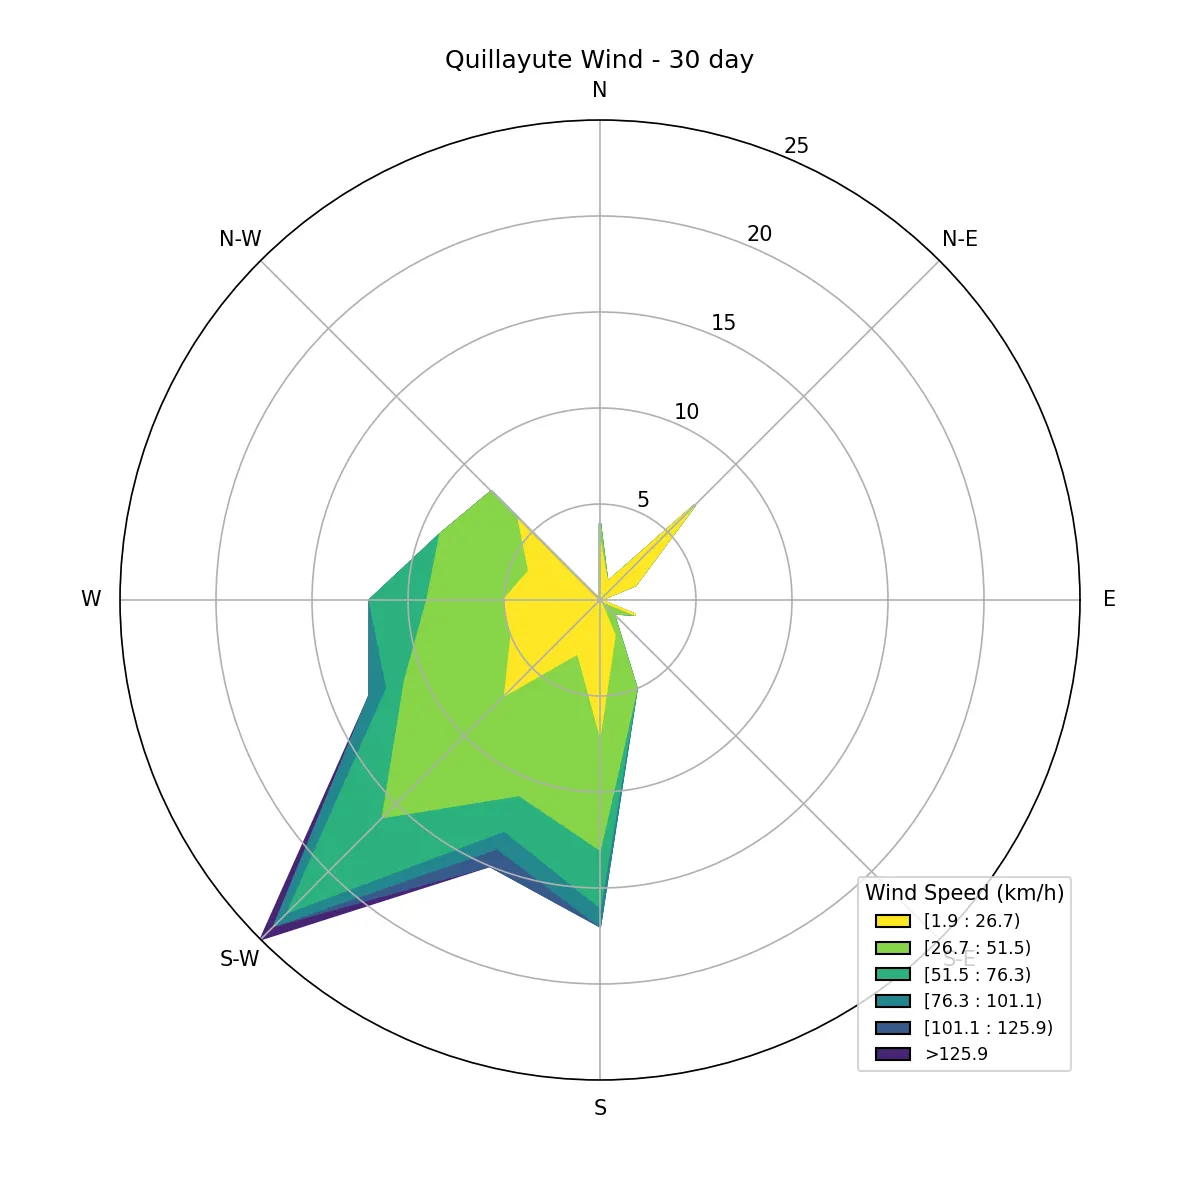 Quillayute Wind - 30 day
N
25
N-W
20
N-E
15
10
5
W
E
Wind Speed (km/h)
[1.9 : 26.7)
[26.7 : 51.5)
S-W
S-E
[51.5 : 76.3)
[76.3 : 101.1)
[101.1 : 125.9)
>125.9
S